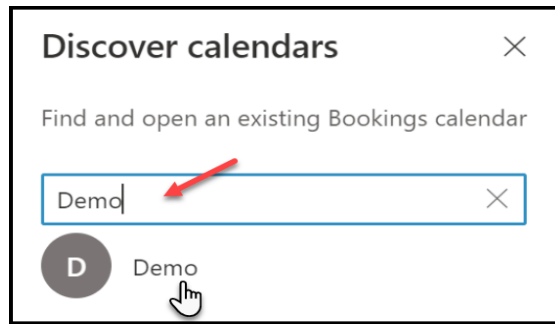 Discover calendars
Find and open an existing Bookings calendar
Demo
D
Demo